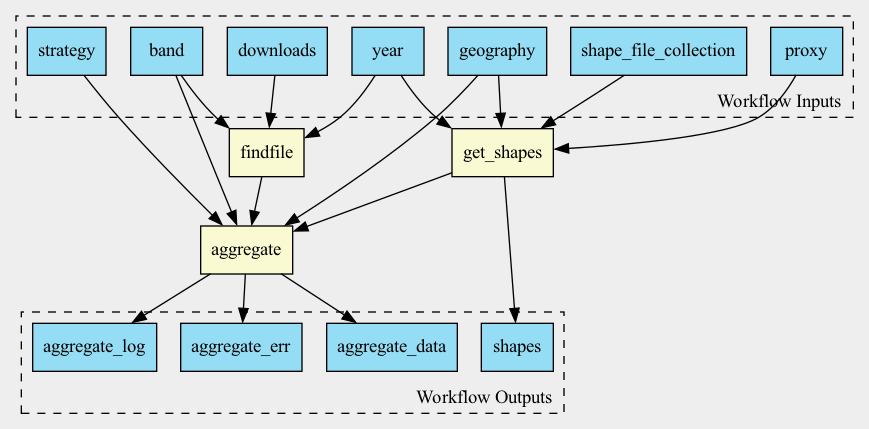 strategy
band
downloads
year
geography
shape_file_collection
proxy
Workflow Inputs
findfile
get_shapes
aggregate
aggregate_log
aggregate_err
aggregate_data
shapes
Workflow Outputs